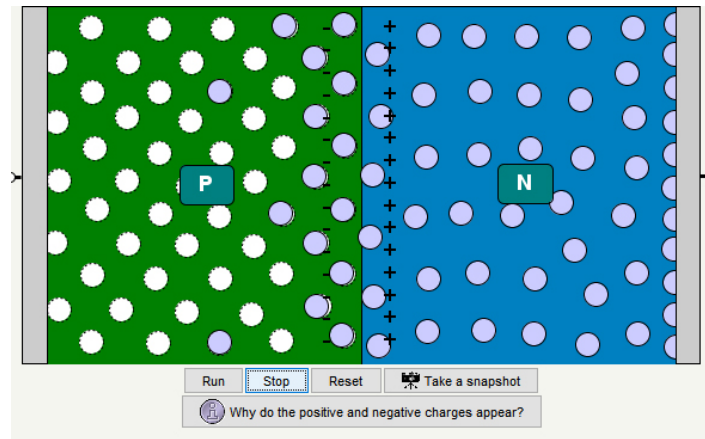 P
N
Run Stop Reset Take a snapshot
i Why do the positive and negative charges appear?